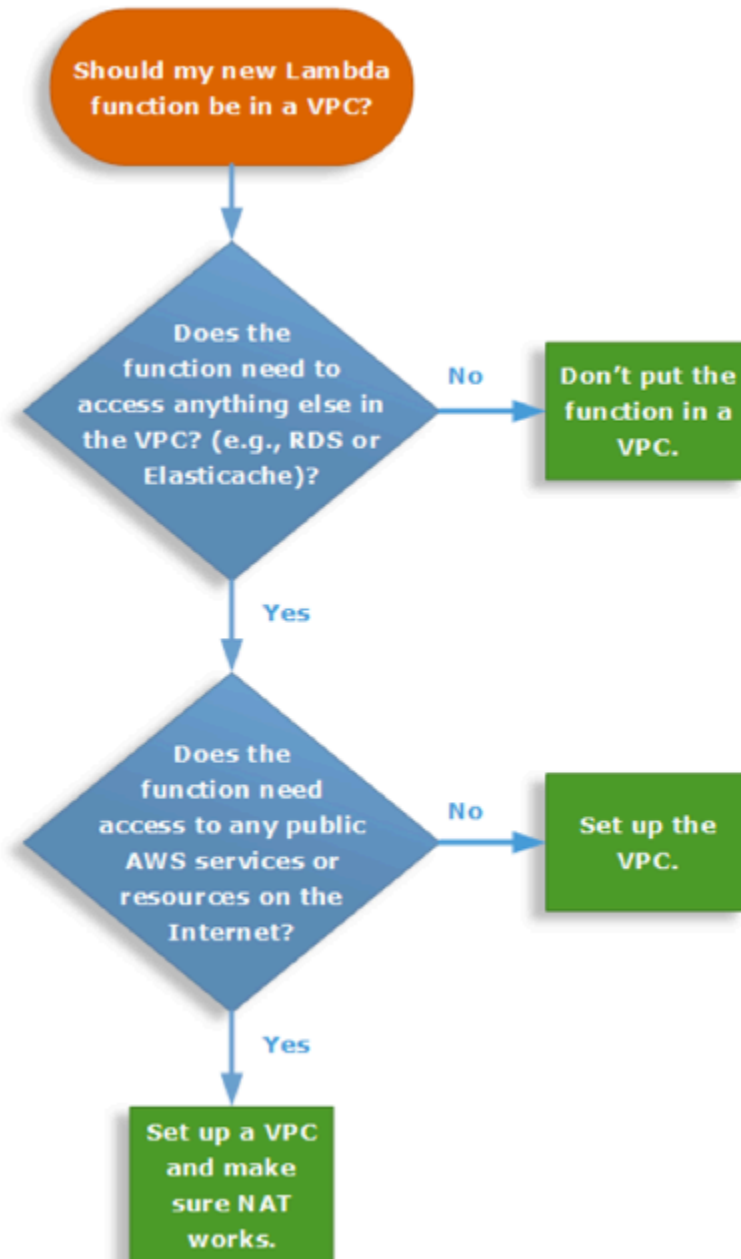 Should my new Lambda
function be in a VPC?
Does the
function need to
access anything else in
the VPC? (e.g., RDS or
Elasticache)?
No
Don’t put the
function in a
VPC.
Yes
Does the
function need
access to any public
AWS services or
resources on the
Internet?
No
Set up the
VPC.
Yes
Set up a VPC
and make
sure NAT
works.